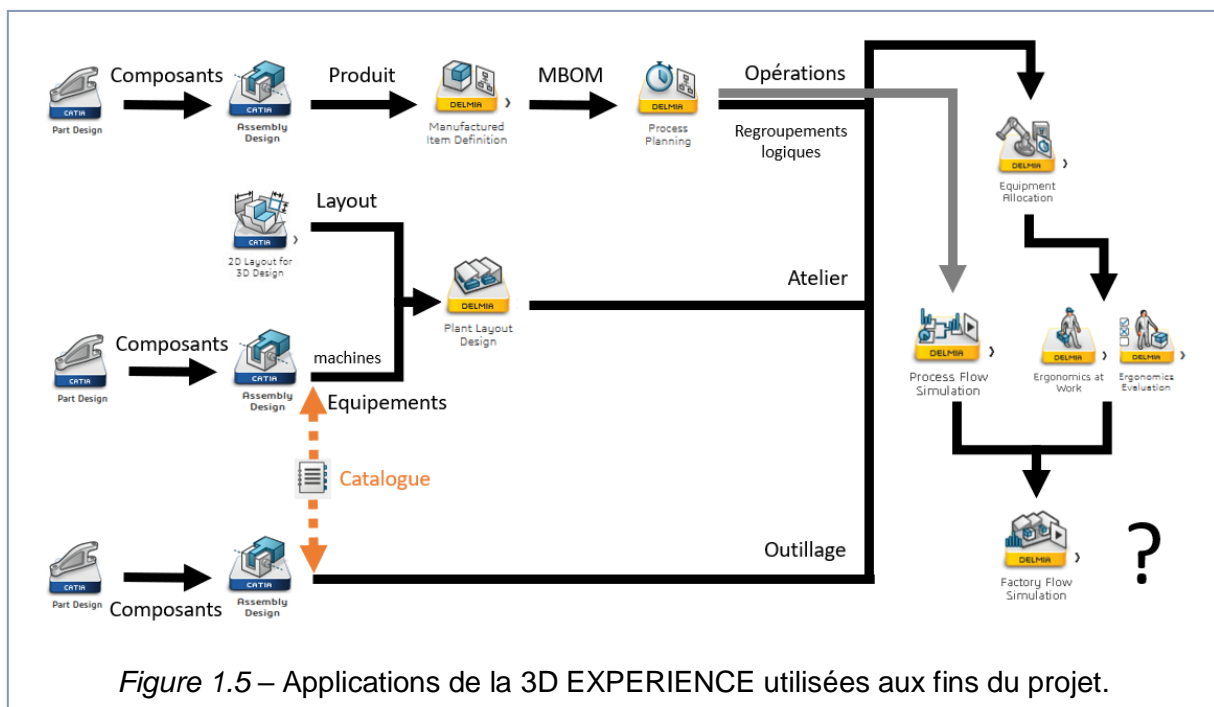 Composants
Produit
MBOM
Opérations
CATIA
Part Design
CATIA
Assembly
Design
DELMIA
Manufactured
Item Definition
DELMIA
Process
Planning
Regroupements
logiques
DELMIA
Equipment
Allocation
Layout
CATIA
2D Layout for
3D Design
Atelier
DELMIA
Plant Layout
Design
Composants
machines
CATIA
Part Design
CATIA
Assembly
Design
Equipements
DELMIA
Process Flow
Simulation
DELMIA
Ergonomics at
Work
DELMIA
Ergonomics
Evaluation
Catalogue
Outillage
CATIA
Part Design
Composants
CATIA
Assembly
Design
DELMIA
Factory Flow
Simulation
?
Figure 1.5 – Applications de la 3D EXPERIENCE utilisées aux fins du projet.